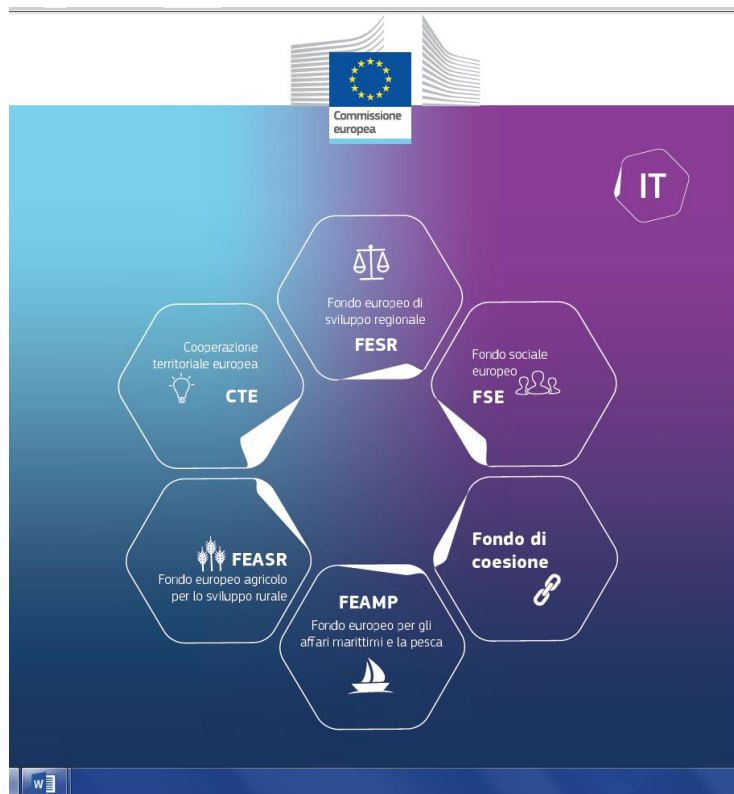 Commissione
europea
IT
Fondo europeo di
sviluppo regionale
FESR
Cooperazione
territoriale europea
CTE
Fondo sociale
europeo
FSE
FEASR
Fondo europeo agricolo
per lo sviluppo rurale
Fondo di
coesione
FEAMP
Fondo europeo per gli
affari marittimi e la pesca
W